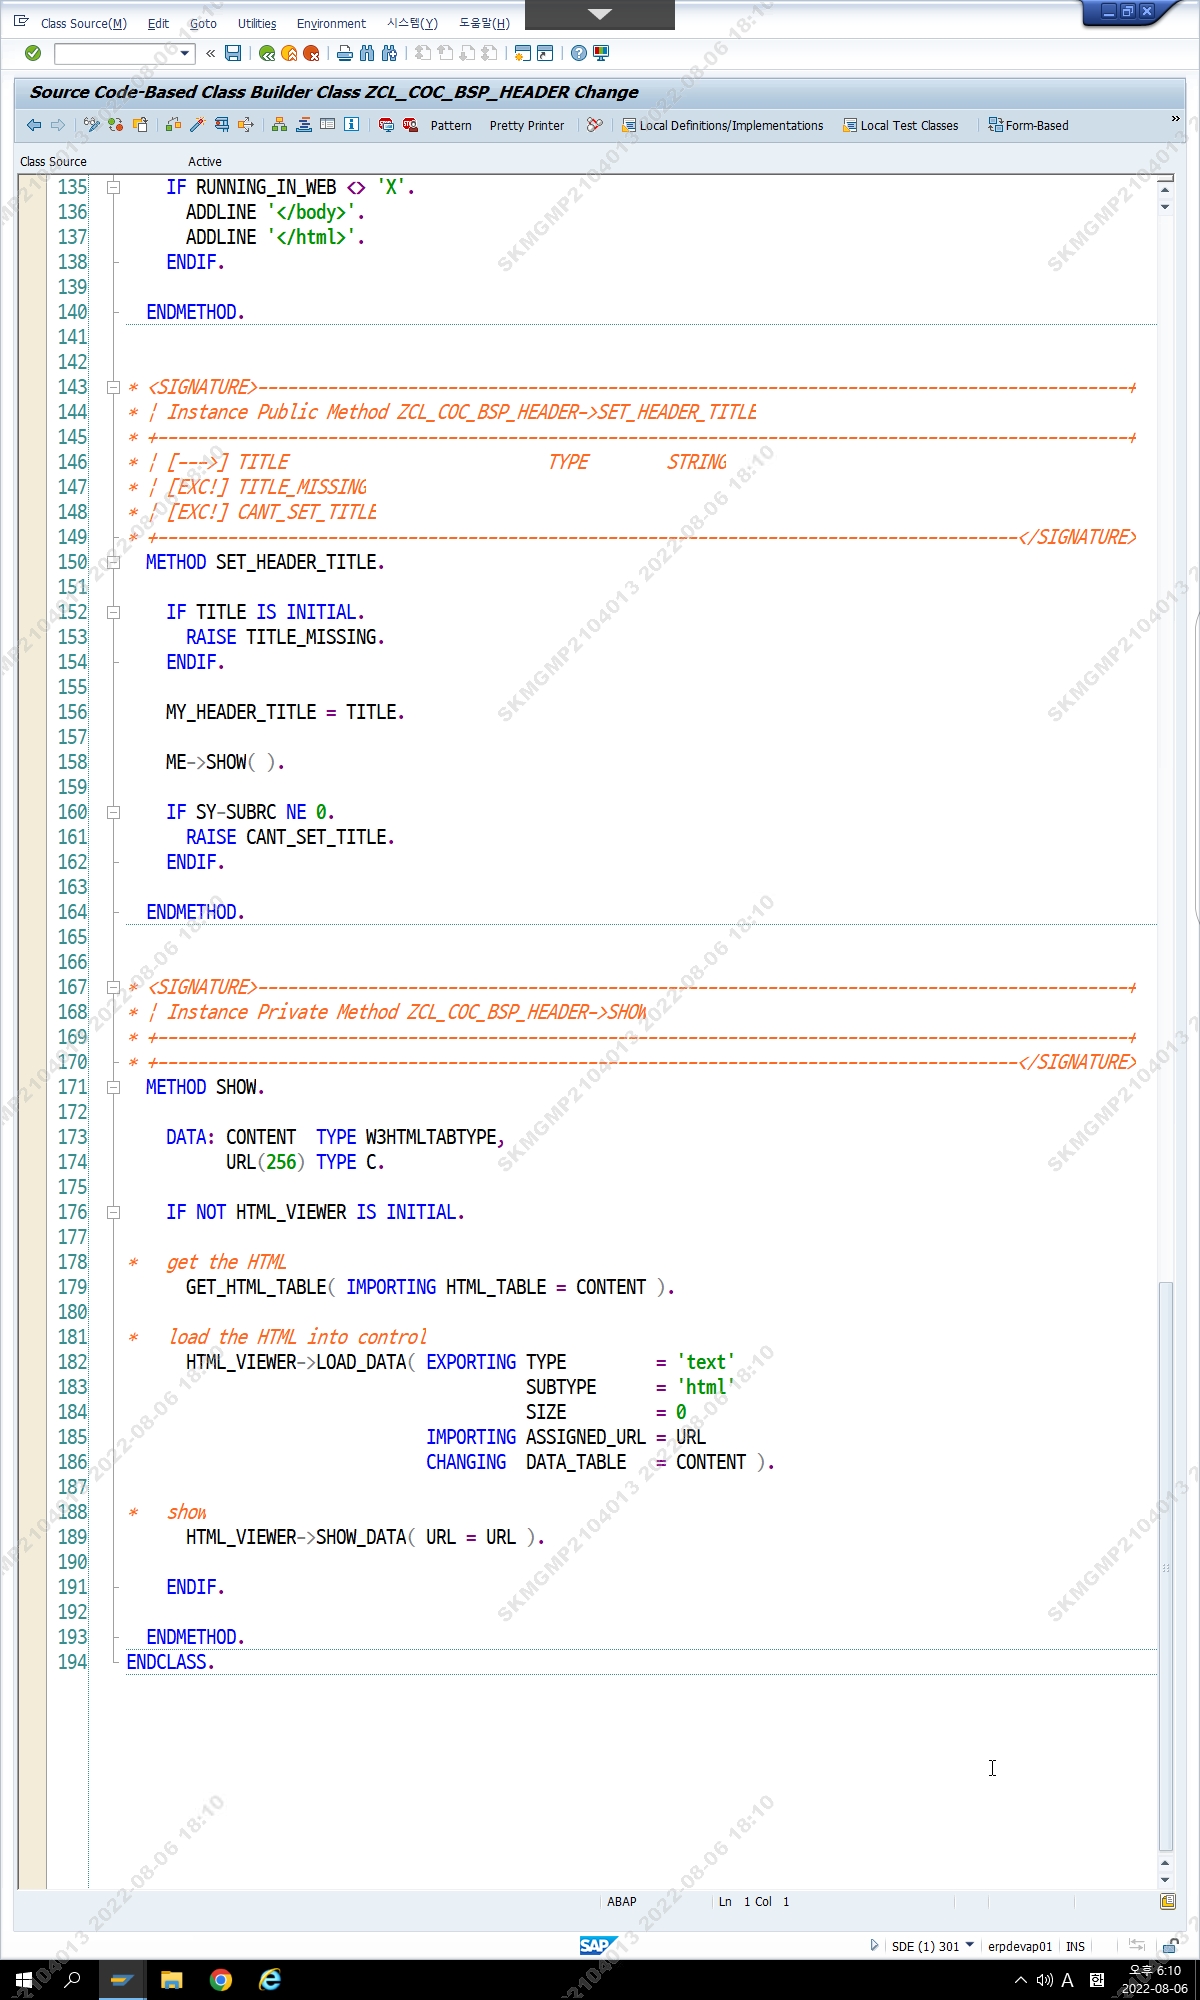 Class Source(M) Edit Goto Utilities Environment 시스템(Y) 도움말(H)
Source Code-Based Class Builder Class ZCL_COC_BSP_HEADER Change
Pattern Pretty Printer Local Definitions/Implementations Local Test Classes Form-Based »
Class Source Active
135 IF RUNNING_IN_WEB <> 'X'.
136 ADDLINE '</body>'.
137 ADDLINE '</html>'.
138 ENDIF.
139
140 ENDMETHOD.
141
142
143 * <SIGNATURE>---------------------------------------------------------------------------------------+
144 * | Instance Public Method ZCL_COC_BSP_HEADER->SET_HEADER_TITLE
145 * +-------------------------------------------------------------------------------------------------+
146 * | [--->] TITLE TYPE STRING
147 * | [EXC!] TITLE_MISSING
148 * | [EXC!] CANT_SET_TITLE
149 * +--------------------------------------------------------------------------------------</SIGNATURE>
150 METHOD SET_HEADER_TITLE.
151
152 IF TITLE IS INITIAL.
153 RAISE TITLE_MISSING.
154 ENDIF.
155
156 MY_HEADER_TITLE = TITLE.
157
158 ME->SHOW( ).
159
160 IF SY-SUBRC NE 0.
161 RAISE CANT_SET_TITLE.
162 ENDIF.
163
164 ENDMETHOD.
165
166
167 * <SIGNATURE>---------------------------------------------------------------------------------------+
168 * | Instance Private Method ZCL_COC_BSP_HEADER->SHOW
169 * +-------------------------------------------------------------------------------------------------+
170 * +--------------------------------------------------------------------------------------</SIGNATURE>
171 METHOD SHOW.
172
173 DATA: CONTENT TYPE W3HTMLTABTYPE,
174 URL(256) TYPE C.
175
176 IF NOT HTML_VIEWER IS INITIAL.
177
178 * get the HTML
179 GET_HTML_TABLE( IMPORTING HTML_TABLE = CONTENT ).
180
181 * load the HTML into control
182 HTML_VIEWER->LOAD_DATA( EXPORTING TYPE = 'text'
183 SUBTYPE = 'html'
184 SIZE = 0
185 IMPORTING ASSIGNED_URL = URL
186 CHANGING DATA_TABLE = CONTENT ).
187
188 * show
189 HTML_VIEWER->SHOW_DATA( URL = URL ).
190
191 ENDIF.
192
193 ENDMETHOD.
194 ENDCLASS.
SKMGMP2104013 2022-08-06 18:10
ABAP Ln 1 Col 1
SAP SDE (1) 301 erpdevap01 INS
A 한 오후 6:10
2022-08-06